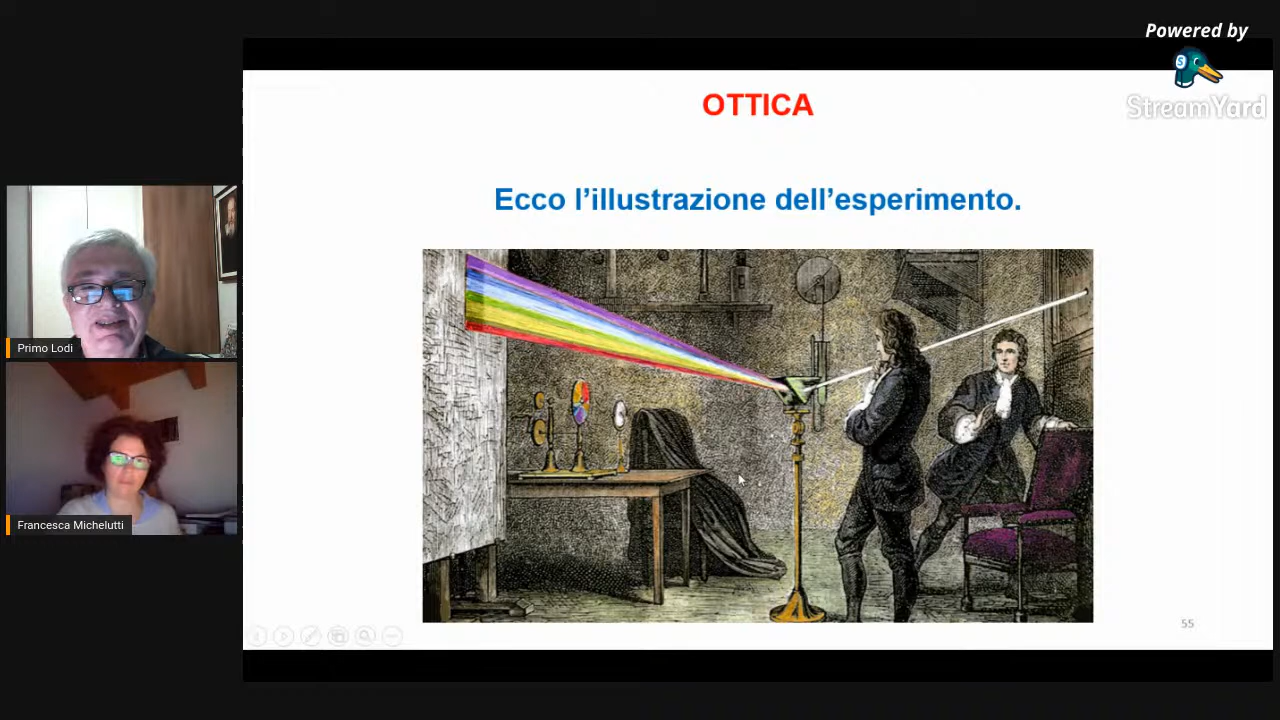 Powered by
StreamYard
OTTICA
Ecco l’illustrazione dell’esperimento.
Primo Lodi
Francesca Michelutti
55